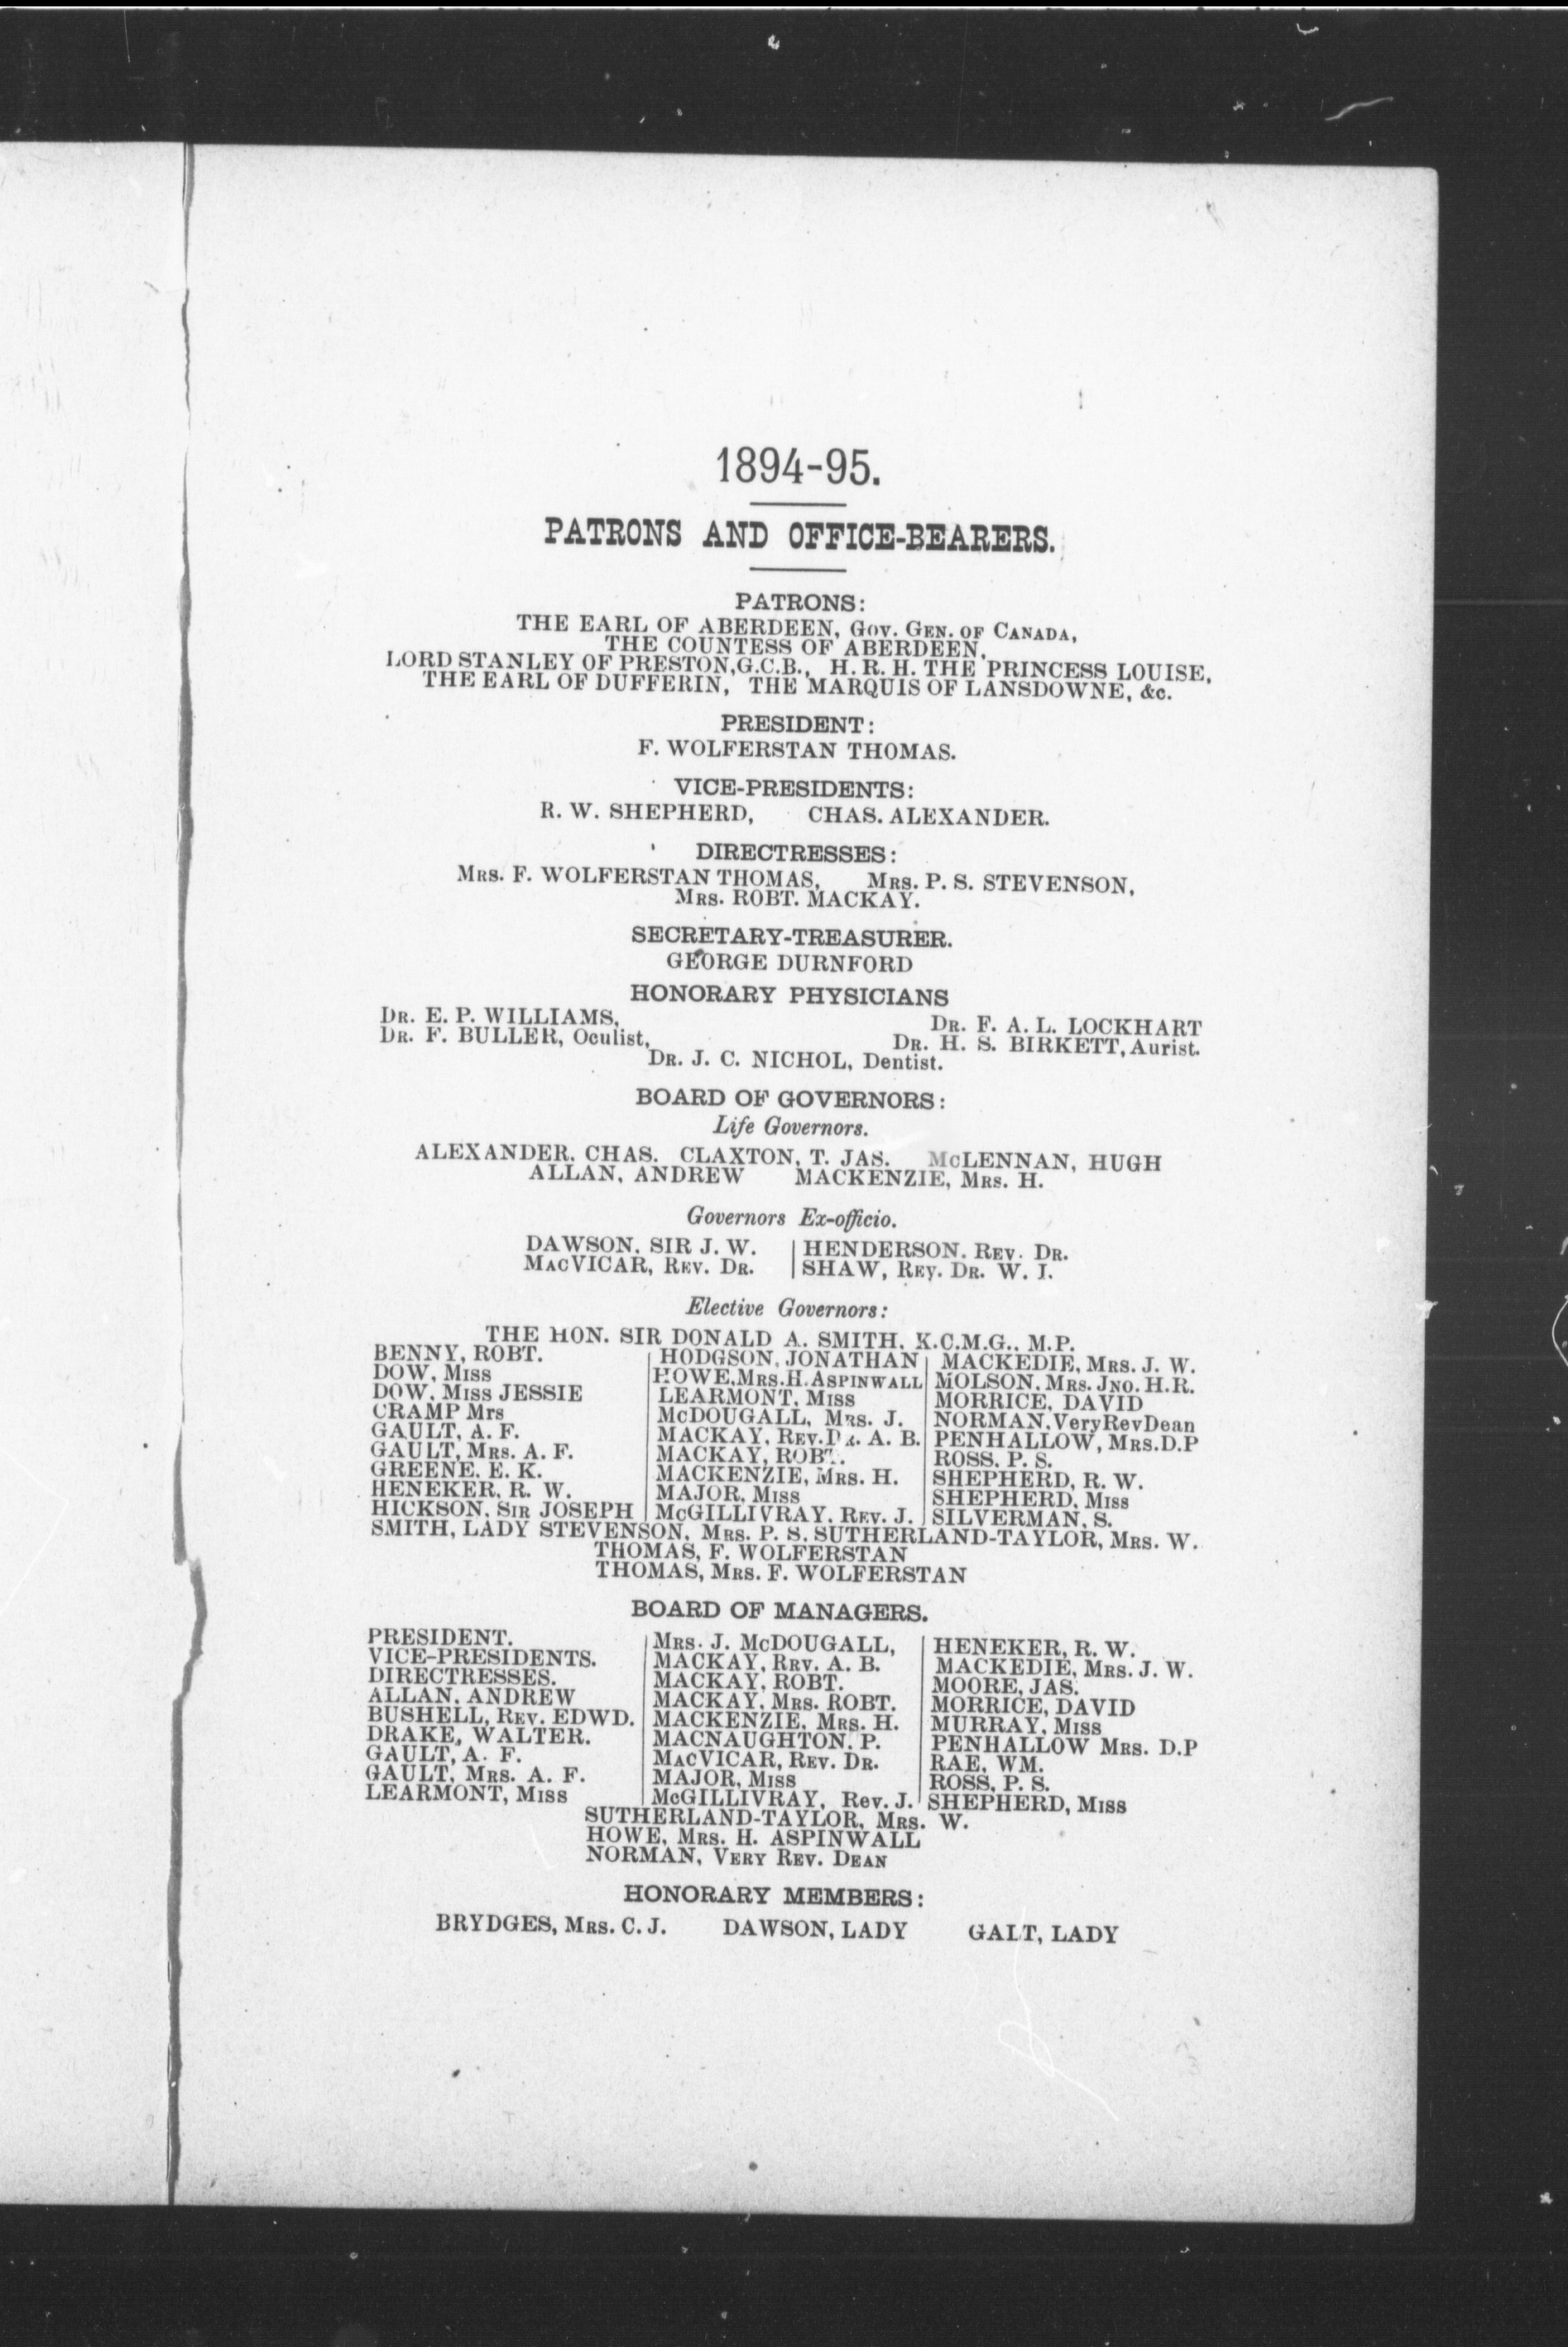 1894-95.
PATRONS AND OFFICE-BEARERS.
PATRONS:
THE EARL OF ABERDEEN, Gov. Gen. of Canada,
THE COUNTESS OF ABERDEEN,
LORD STANLEY OF PRESTON, G.C.B., H. R. H. THE PRINCESS LOUISE,
THE EARL OF DUFFERIN, THE MARQUIS OF LANSDOWNE, &c.
PRESIDENT:
F. WOLFERSTAN THOMAS.
VICE-PRESIDENTS:
R. W. SHEPHERD, CHAS. ALEXANDER.
DIRECTRESSES:
Mrs. F. WOLFERSTAN THOMAS, Mrs. P. S. STEVENSON,
Mrs. ROBT. MACKAY.
SECRETARY-TREASURER.
GEORGE DURNFORD
HONORARY PHYSICIANS
Dr. E. P. WILLIAMS, Dr. F. A. L. LOCKHART
Dr. F. BULLER, Oculist, Dr. H. S. BIRKETT, Aurist.
Dr. J. C. NICHOL, Dentist.
BOARD OF GOVERNORS:
Life Governors.
ALEXANDER, CHAS. CLAXTON, T. JAS. McLENNAN, HUGH
ALLAN, ANDREW MACKENZIE, Mrs. H.
Governors Ex-officio.
DAWSON, SIR J. W. HENDERSON, Rev. Dr.
MacVICAR, Rev. Dr. SHAW, Rev. Dr. W. J.
Elective Governors:
THE HON. SIR DONALD A. SMITH, K.C.M.G., M.P.
BENNY, ROBT. HODGSON, JONATHAN MACKEDIE, Mrs. J. W.
DOW, Miss HOWE, Mrs. H. Aspinwall MOLSON, Mrs. Jno. H.R.
DOW, Miss JESSIE LEARMONT, Miss MORRICE, DAVID
CRAMP Mrs McDOUGALL, Mrs. J. NORMAN, Very Rev Dean
GAULT, A. F. MACKAY, Rev. Dr. A. B. PENHALLOW, Mrs. D.P
GAULT, Mrs. A. F. MACKAY, ROBT. ROSS, P. S.
GREENE, E. K. MACKENZIE, Mrs. H. SHEPHERD, R. W.
HENEKER, R. W. MAJOR, Miss SHEPHERD, Miss
HICKSON, Sir JOSEPH McGILLIVRAY, Rev. J. SILVERMAN, S.
SMITH, LADY STEVENSON, Mrs. P. S. SUTHERLAND-TAYLOR, Mrs. W.
THOMAS, F. WOLFERSTAN
THOMAS, Mrs. F. WOLFERSTAN
BOARD OF MANAGERS.
PRESIDENT. Mrs. J. McDOUGALL, HENEKER, R. W.
VICE-PRESIDENTS. MACKAY, Rev. A. B. MACKEDIE, Mrs. J. W.
DIRECTRESSES. MACKAY, ROBT. MOORE, JAS.
ALLAN, ANDREW MACKAY, Mrs. ROBT. MORRICE, DAVID
BUSHELL, Rev. EDWD. MACKENZIE, Mrs. H. MURRAY, Miss
DRAKE, WALTER. MACNAUGHTON, P. PENHALLOW Mrs. D.P
GAULT, A. F. MacVICAR, Rev. Dr. RAE, WM.
GAULT, Mrs. A. F. MAJOR, Miss ROSS, P. S.
LEARMONT, Miss McGILLIVRAY, Rev. J. SHEPHERD, Miss
SUTHERLAND-TAYLOR, Mrs. W.
HOWE, Mrs. H. ASPINWALL
NORMAN, Very Rev. Dean
HONORARY MEMBERS:
BRYDGES, Mrs. C. J. DAWSON, LADY GALT, LADY